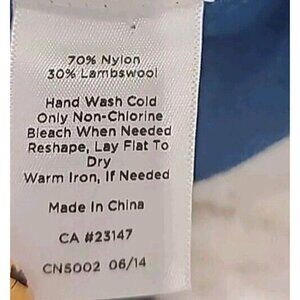 70% Nylon
30% Lambswool
Hand Wash Cold
Only Non-Chlorine
Bleach When Needed
Reshape, Lay Flat To
Dry
Warm Iron, If Needed
Made In China
CA #23147
CN5002 06/14